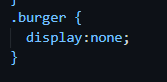 }
.burger {
  display:none;
}